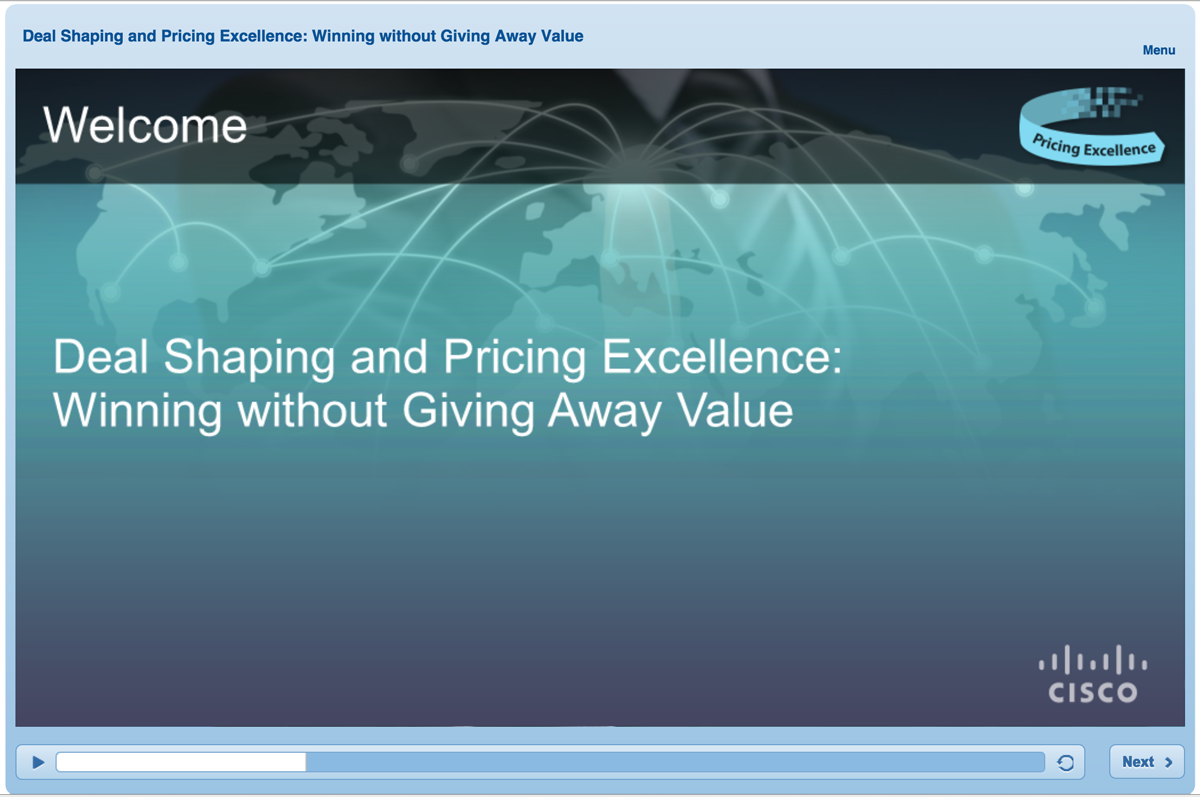 Deal Shaping and Pricing Excellence: Winning without Giving Away Value
Menu
Welcome
Pricing Excellence
Deal Shaping and Pricing Excellence:
Winning without Giving Away Value
CISCO
Next